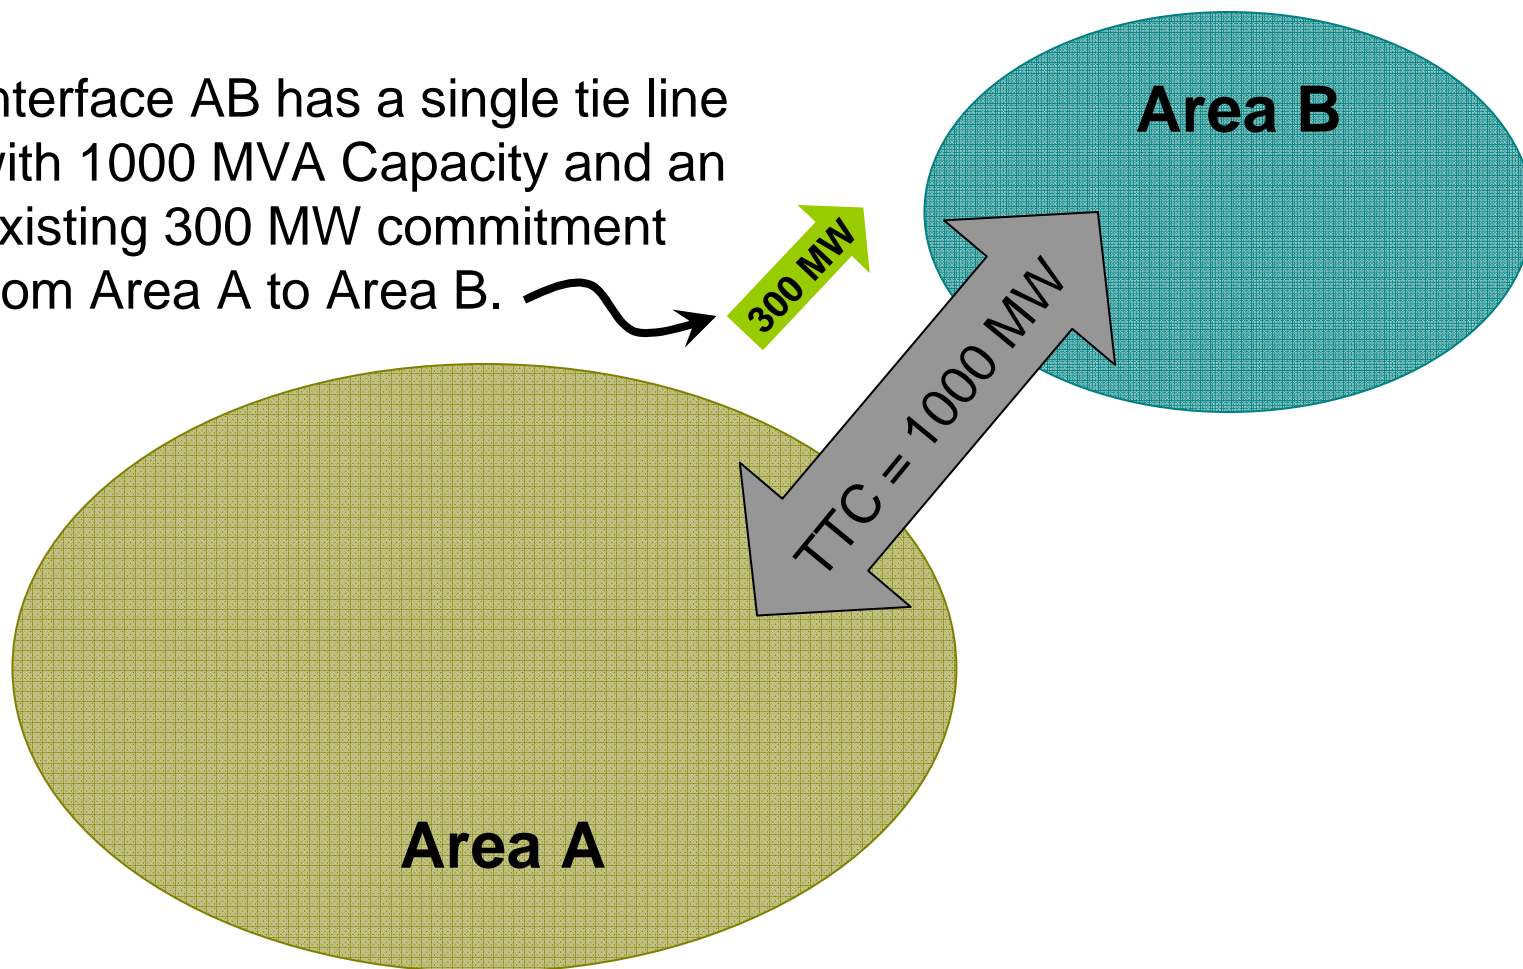 nterface AB has a single tie line
with 1000 MVA Capacity and an
xisting 300 MW commitment
om Area A to Area B.
300 MW
Area B
TTC = 1000 MW
Area A